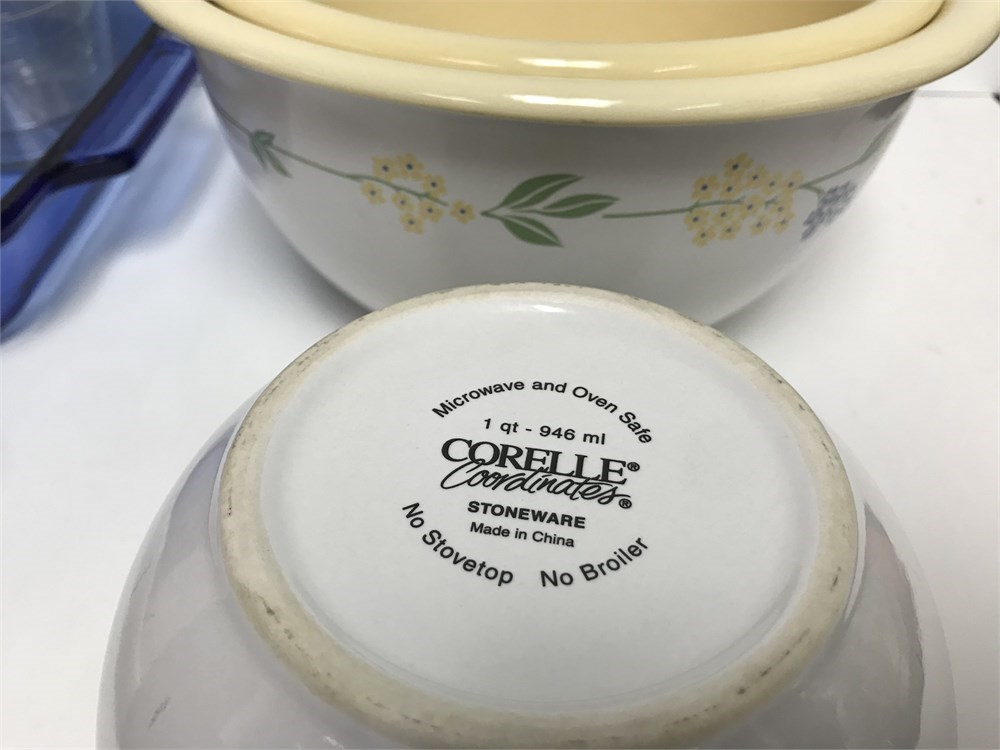 Microwave and Oven Safe
1 qt - 946 ml
CORELLE®
Coordinates®
STONEWARE
Made in China
No Stovetop No Broiler